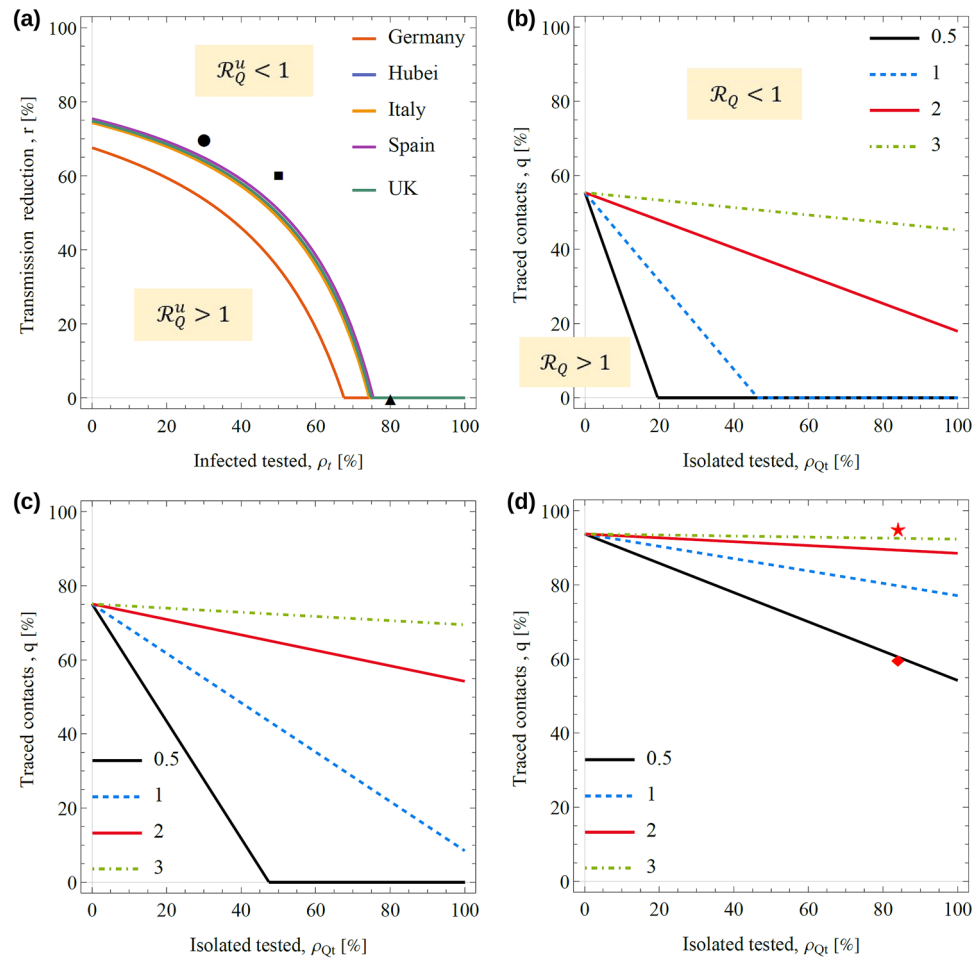 (a)
100
80
60
40
20
0
Transmission reduction , r [%]
ℛ_Q^u < 1
ℛ_Q^u > 1
Germany
Hubei
Italy
Spain
UK
0 20 40 60 80 100
Infected tested, ρ_t [%]
(b)
100
80
60
40
20
0
Traced contacts , q [%]
0.5
1
2
3
ℛ_Q < 1
ℛ_Q > 1
0 20 40 60 80 100
Isolated tested, ρ_Qt [%]
(c)
100
80
60
40
20
0
Traced contacts , q [%]
0.5
1
2
3
0 20 40 60 80 100
Isolated tested, ρ_Qt [%]
(d)
100
80
60
40
20
0
Traced contacts , q [%]
0.5
1
2
3
0 20 40 60 80 100
Isolated tested, ρ_Qt [%]